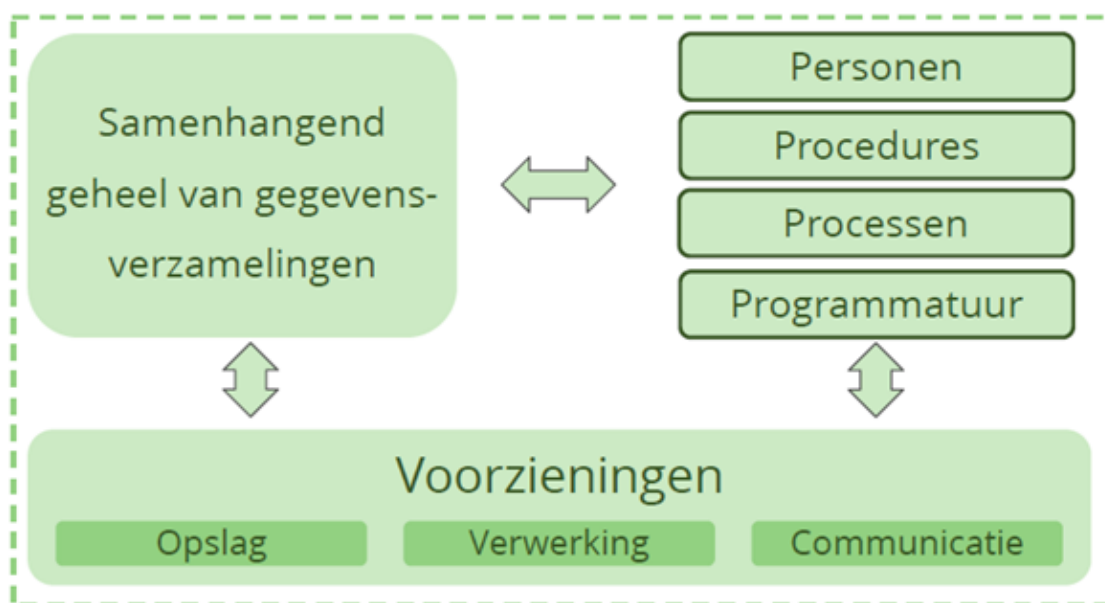 Samenhangend
geheel van gegevens-
verzamelingen
Personen
Procedures
Processen
Programmatuur
Voorzieningen
Opslag
Verwerking
Communicatie